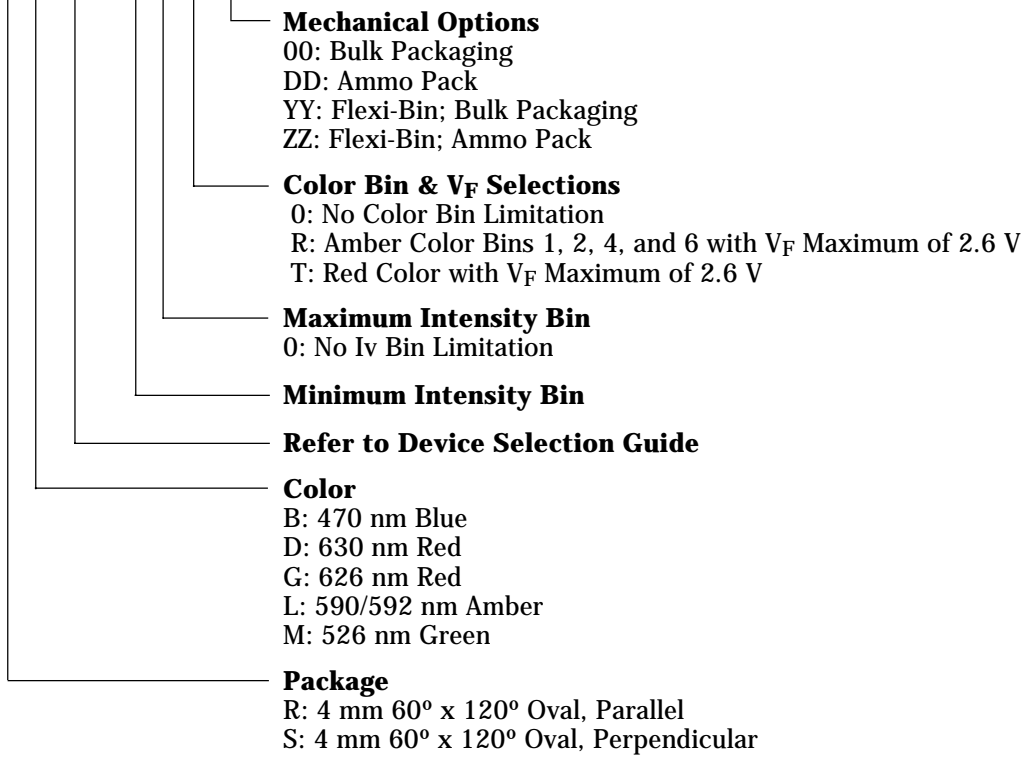 Mechanical Options
00: Bulk Packaging
DD: Ammo Pack
YY: Flexi-Bin; Bulk Packaging
ZZ: Flexi-Bin; Ammo Pack
Color Bin & VF Selections
0: No Color Bin Limitation
R: Amber Color Bins 1, 2, 4, and 6 with VF Maximum of 2.6 V
T: Red Color with VF Maximum of 2.6 V
Maximum Intensity Bin
0: No Iv Bin Limitation
Minimum Intensity Bin
Refer to Device Selection Guide
Color
B: 470 nm Blue
D: 630 nm Red
G: 626 nm Red
L: 590/592 nm Amber
M: 526 nm Green
Package
R: 4 mm 60º x 120º Oval, Parallel
S: 4 mm 60º x 120º Oval, Perpendicular